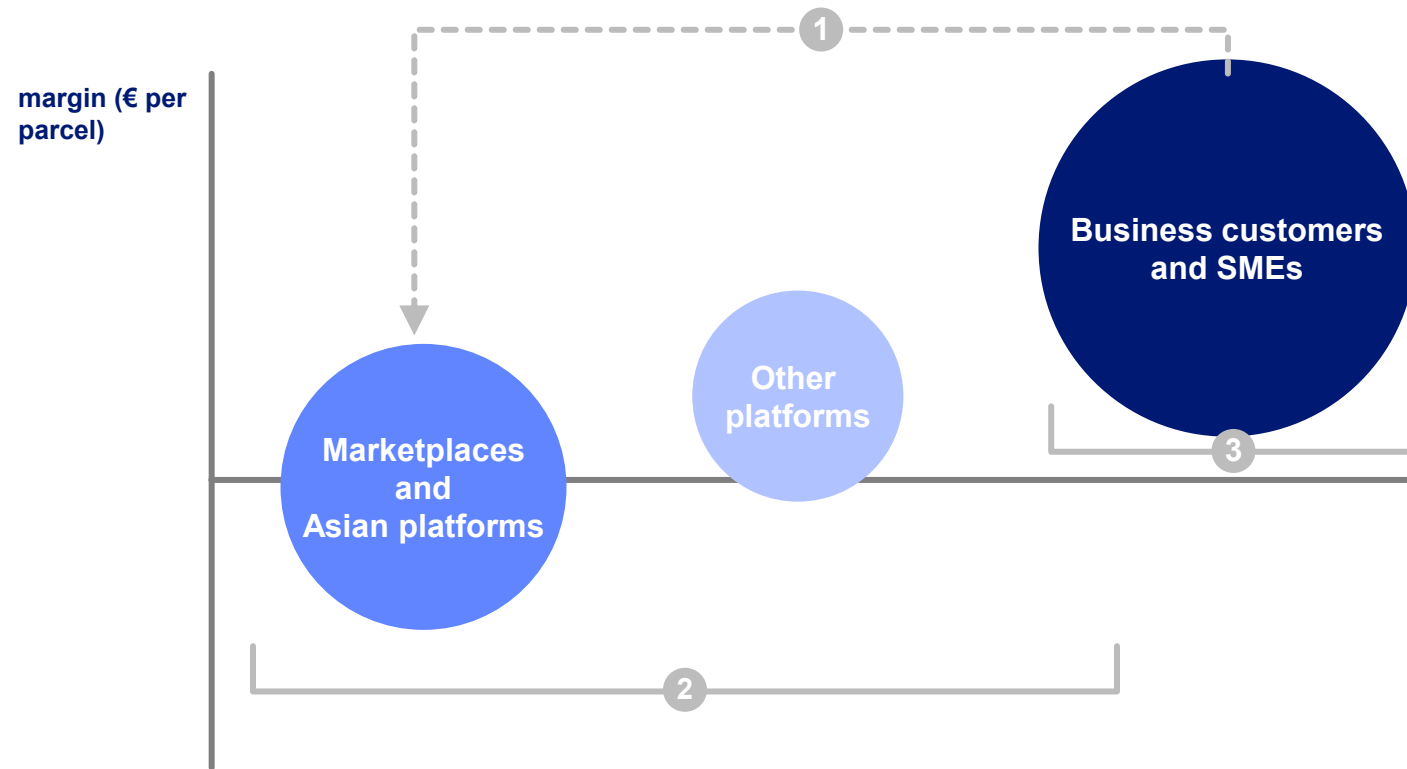 1
margin (€ per
parcel)
Business customers
and SMEs
Other
platforms
Marketplaces
and
Asian platforms
3
2